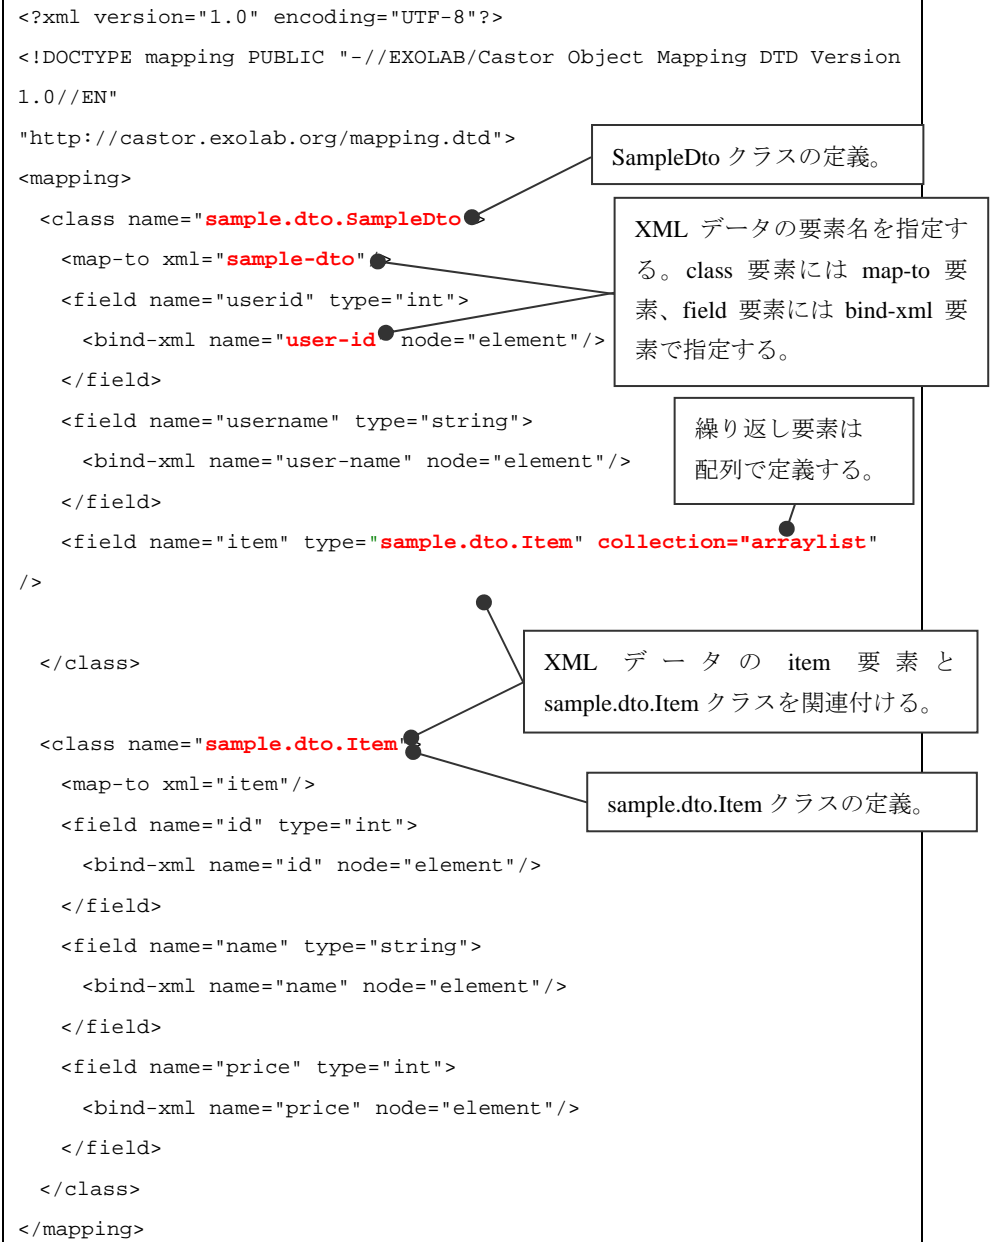 <?xml version="1.0" encoding="UTF-8"?>
<!DOCTYPE mapping PUBLIC "-//EXOLAB/Castor Object Mapping DTD Version
1.0//EN"
"http://castor.exolab.org/mapping.dtd">
SampleDto クラスの定義。
<mapping>
<class name="sample.dto.SampleDto">
XML データの要素名を指定す
る。class 要素には map-to 要
素、field 要素には bind-xml 要
素で指定する。
<map-to xml="sample-dto"/>
<field name="userid" type="int">
<bind-xml name="user-id" node="element"/>
</field>
<field name="username" type="string">
繰り返し要素は
配列で定義する。
<bind-xml name="user-name" node="element"/>
</field>
<field name="item" type="sample.dto.Item" collection="arraylist"
/>
XML データの item 要素と
sample.dto.Item クラスを関連付ける。
</class>
<class name="sample.dto.Item">
sample.dto.Item クラスの定義。
<map-to xml="item"/>
<field name="id" type="int">
<bind-xml name="id" node="element"/>
</field>
<field name="name" type="string">
<bind-xml name="name" node="element"/>
</field>
<field name="price" type="int">
<bind-xml name="price" node="element"/>
</field>
</class>
</mapping>